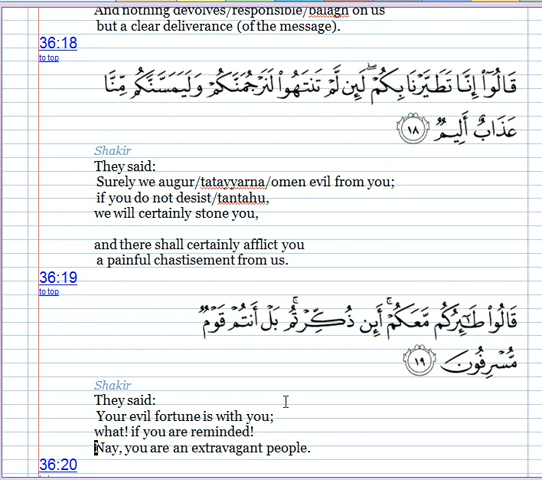 And nothing devolves/responsible/balagh on us
but a clear deliverance (of the message).
36:18
to top
قَالُوٓا۟ إِنَّا تَطَيَّرْنَا بِكُمْ ۖ لَئِن لَّمْ تَنتَهُوا۟ لَنَرْجُمَنَّكُمْ وَلَيَمَسَّنَّكُم مِّنَّا
عَذَابٌ أَلِيمٌ ١٨
Shakir
They said:
Surely we augur/tatayyarna/omen evil from you;
if you do not desist/tantahu,
we will certainly stone you,
and there shall certainly afflict you
a painful chastisement from us.
36:19
to top
قَالُوا۟ طَـٰٓئِرُكُم مَّعَكُمْ ۚ أَئِن ذُكِّرْتُم ۚ بَلْ أَنتُمْ قَوْمٌ
مُّسْرِفُونَ ١٩
Shakir
They said:
Your evil fortune is with you;
what! if you are reminded!
Nay, you are an extravagant people.
36:20